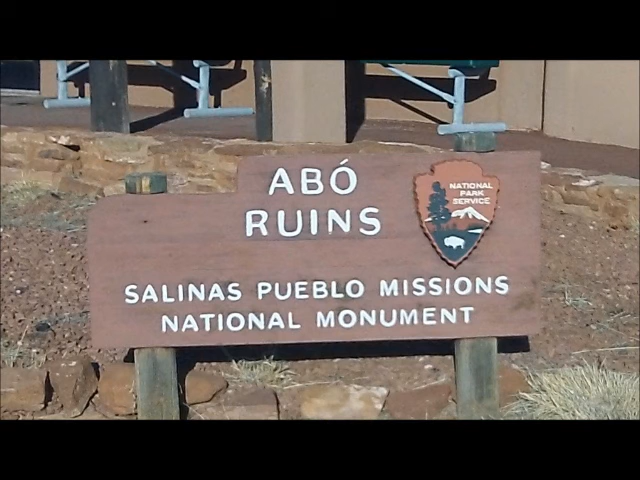 ABÓ
RUINS
NATIONAL
PARK
SERVICE
SALINAS PUEBLO MISSIONS
NATIONAL MONUMENT